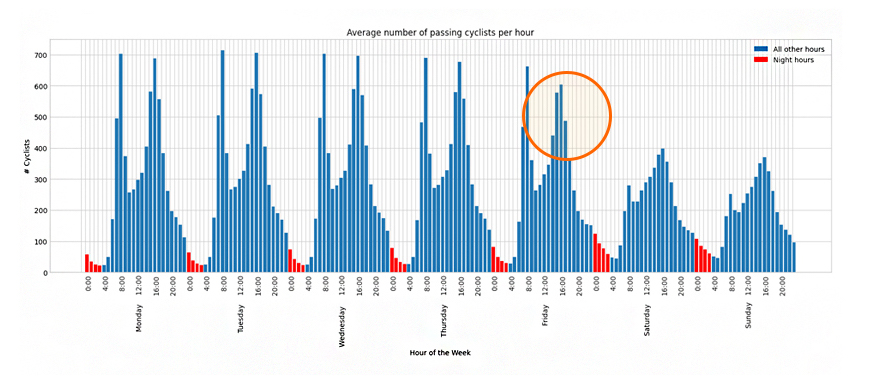 Average number of passing cyclists per hour
All other hours
Night hours
# Cyclists
700
600
500
400
300
200
100
0
0:00 4:00 8:00 12:00 16:00 20:00 0:00 4:00 8:00 12:00 16:00 20:00 0:00 4:00 8:00 12:00 16:00 20:00 0:00 4:00 8:00 12:00 16:00 20:00 0:00 4:00 8:00 12:00 16:00 20:00 0:00 4:00 8:00 12:00 16:00 20:00 0:00 4:00 8:00 12:00 16:00 20:00
Monday Tuesday Wednesday Thursday Friday Saturday Sunday
Hour of the Week